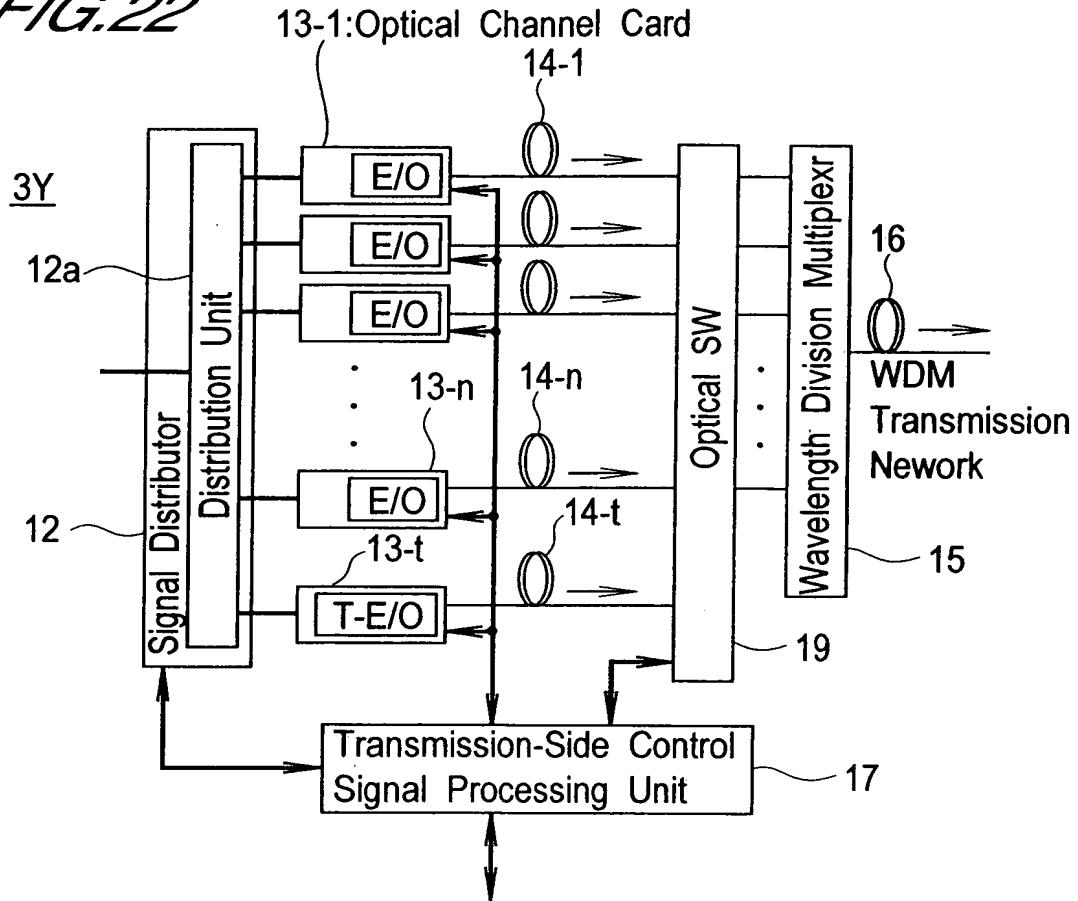 FIG.22
13-1:Optical Channel Card
14-1
3Y
E/O
E/O
12a
E/O
16
Signal Distributor
Distribution Unit
Optical SW
Wavelength Division Multiplexr
WDM
Transmission
Nework
13-n
14-n
E/O
12
13-t
14-t
T-E/O
15
19
Transmission-Side Control
Signal Processing Unit
17